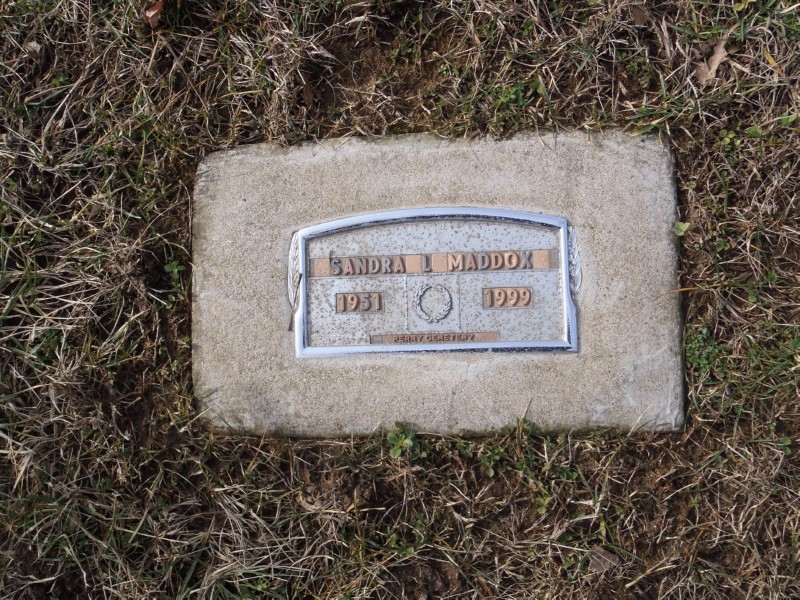 SANDRA L MADDOX
1951 1999
PERRY CEMETERY